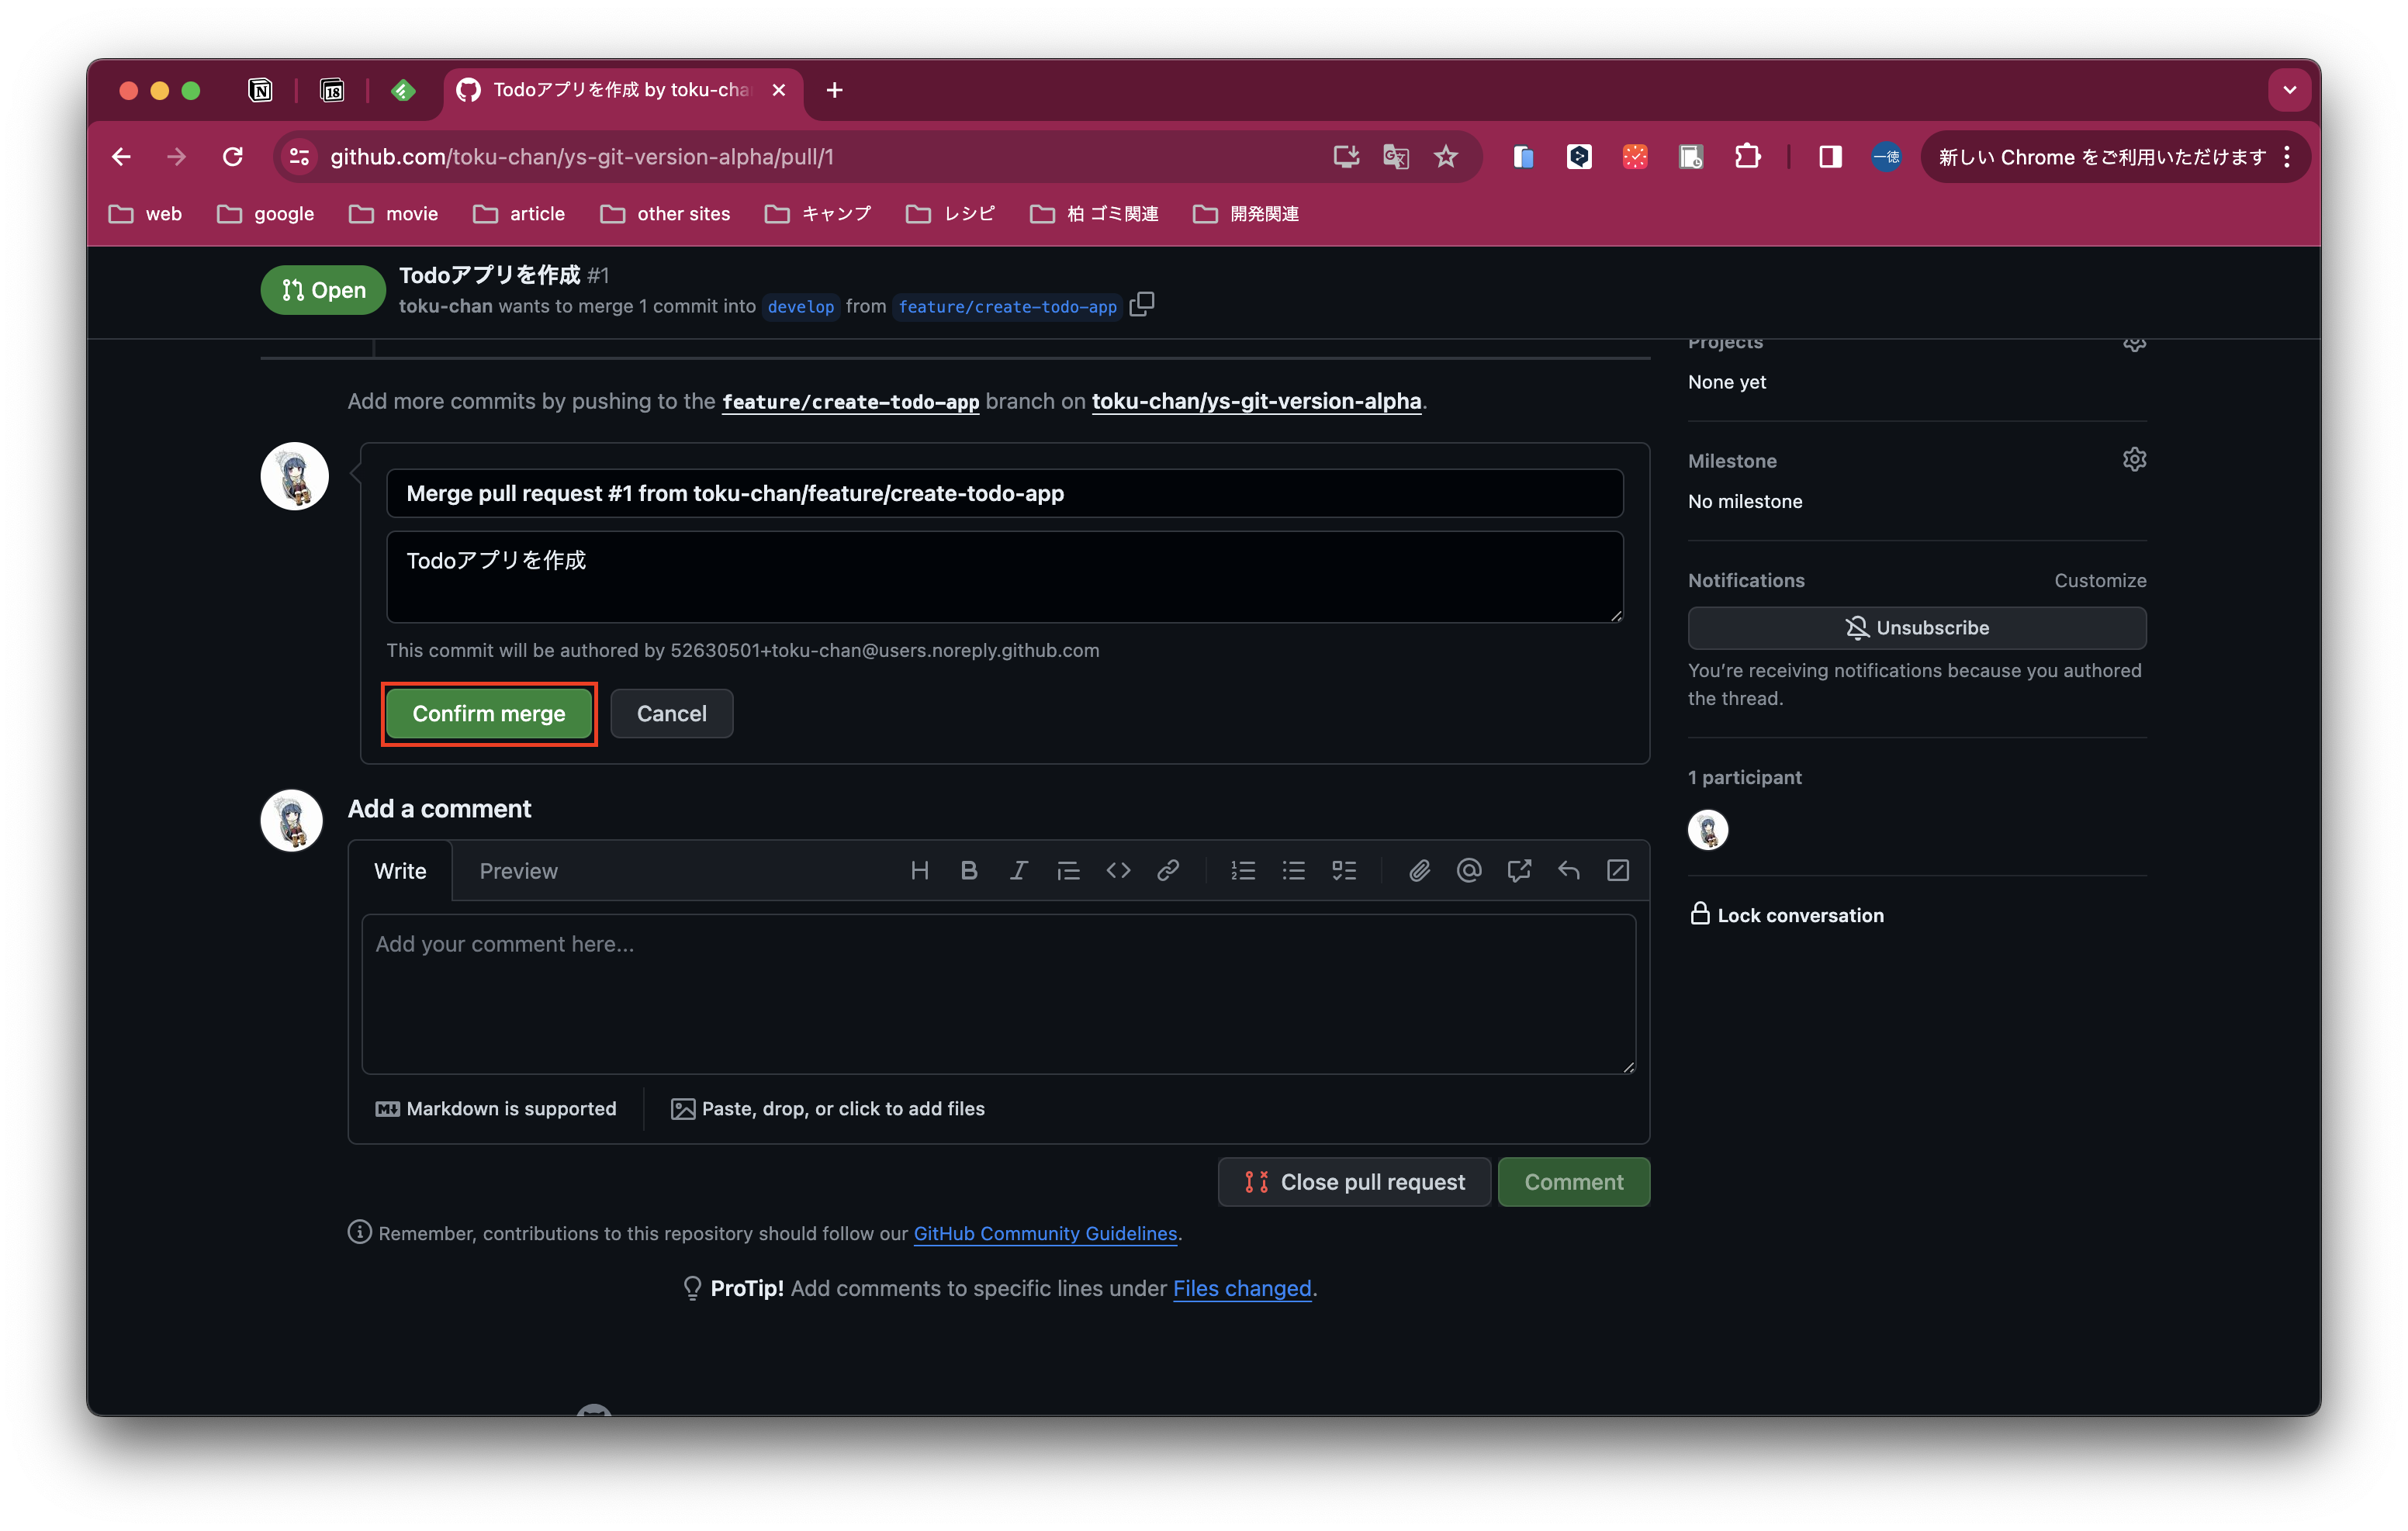 Todoアプリを作成 by toku-cha
github.com/toku-chan/ys-git-version-alpha/pull/1
一徳
新しい Chrome をご利用いただけます
web
google
movie
article
other sites
キャンプ
レシピ
柏 ゴミ関連
開発関連
Open
Todoアプリを作成 #1
toku-chan wants to merge 1 commit into develop from feature/create-todo-app
Projects
None yet
Add more commits by pushing to the feature/create-todo-app branch on toku-chan/ys-git-version-alpha.
Merge pull request #1 from toku-chan/feature/create-todo-app
Todoアプリを作成
This commit will be authored by 52630501+toku-chan@users.noreply.github.com
Confirm merge
Cancel
Milestone
No milestone
Notifications
Customize
Unsubscribe
You're receiving notifications because you authored
the thread.
1 participant
Lock conversation
Add a comment
Write
Preview
Add your comment here...
Markdown is supported
Paste, drop, or click to add files
Close pull request
Comment
Remember, contributions to this repository should follow our GitHub Community Guidelines.
ProTip! Add comments to specific lines under Files changed.